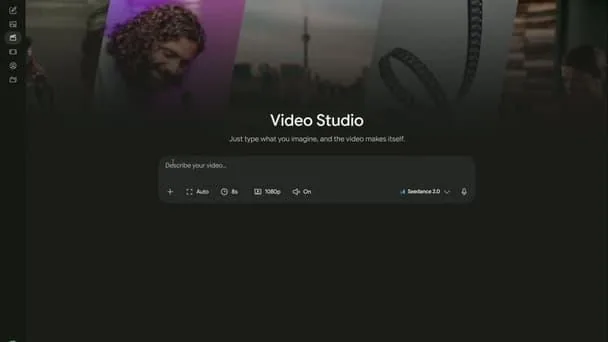 Video Studio
Just type what you imagine, and the video makes itself.
Describe your video...
Auto
8s
1080p
On
Seedance 2.0